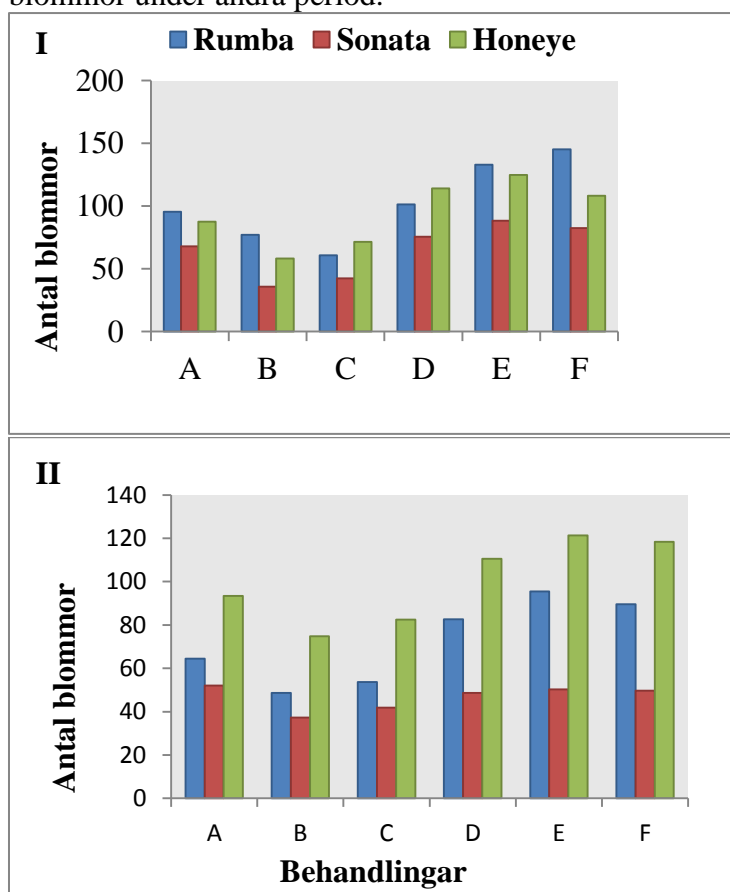 blommor under andra period.
I
Rumba Sonata Honeye
200
150
100
50
0
Antal blommor
A B C D E F
II
140
120
100
80
60
40
20
0
Antal blommor
A B C D E F
Behandlingar